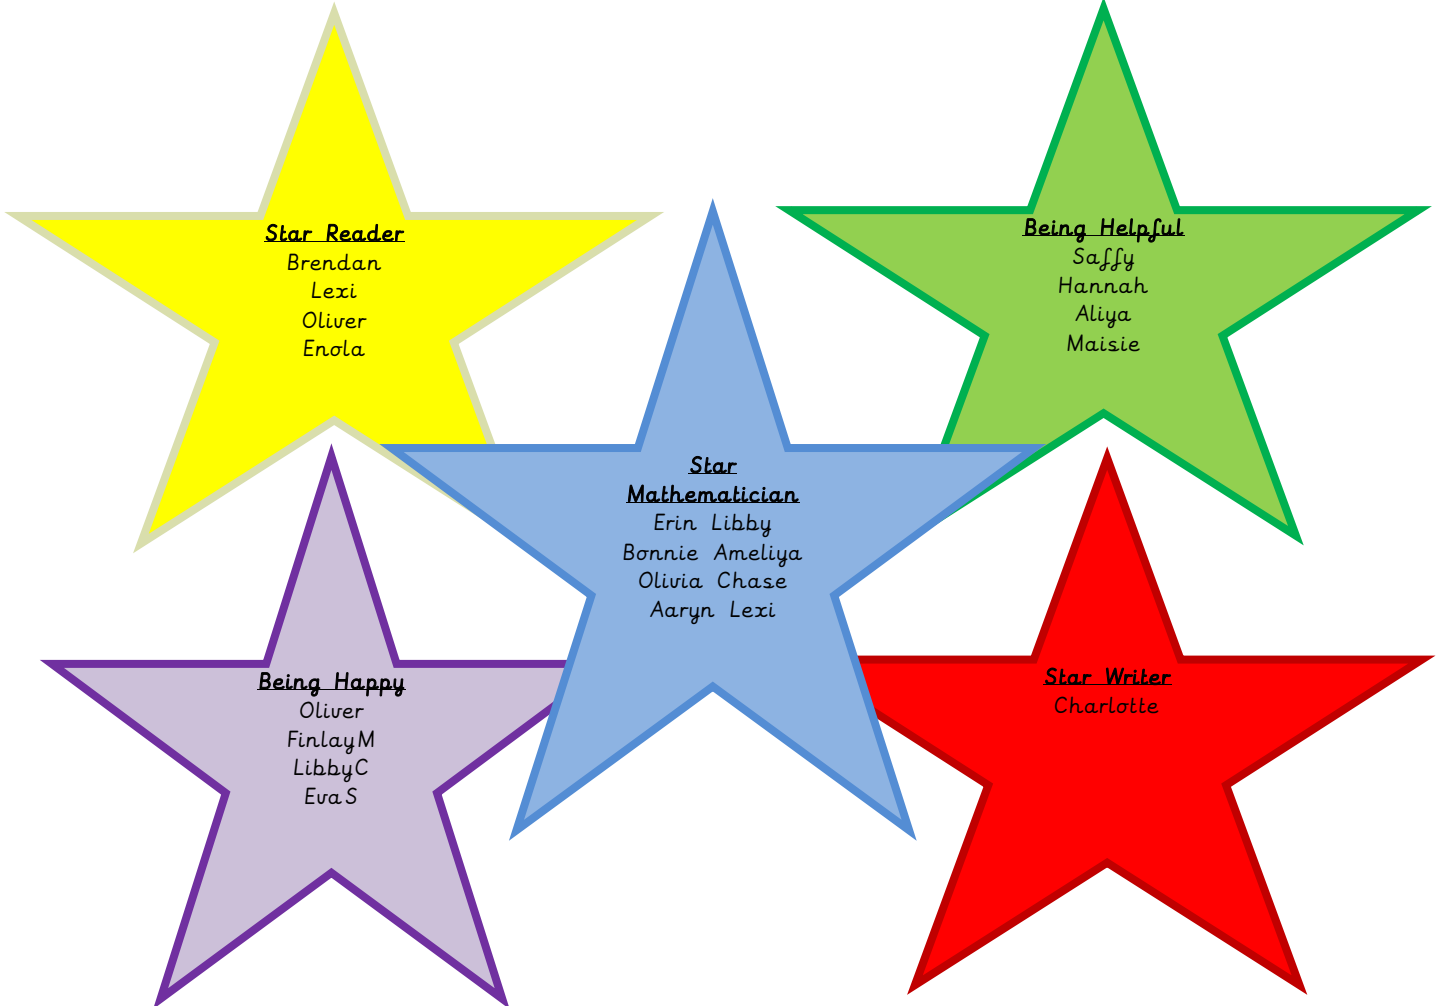 Star Reader
Brendan
Lexi
Oliver
Enola
Being Helpful
Saffy
Hannah
Aliya
Maisie
Star
Mathematician
Erin Libby
Bonnie Ameliya
Olivia Chase
Aaryn Lexi
Being Happy
Oliver
FinlayM
LibbyC
EvaS
Star Writer
Charlotte